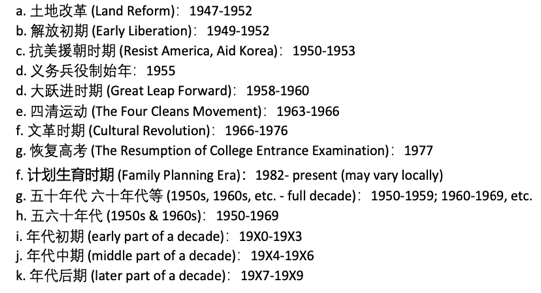 a. 土地改革 (Land Reform)：1947-1952
b. 解放初期 (Early Liberation)：1949-1952
c. 抗美援朝时期 (Resist America, Aid Korea)：1950-1953
d. 义务兵役制始年：1955
d. 大跃进时期 (Great Leap Forward)：1958-1960
e. 四清运动 (The Four Cleans Movement)：1963-1966
f. 文革时期 (Cultural Revolution)：1966-1976
g. 恢复高考 (The Resumption of College Entrance Examination)：1977
f. 计划生育时期 (Family Planning Era)：1982- present (may vary locally)
g. 五十年代 六十年代等 (1950s, 1960s, etc. - full decade)：1950-1959; 1960-1969, etc.
h. 五六十年代 (1950s & 1960s)：1950-1969
i. 年代初期 (early part of a decade)：19X0-19X3
j. 年代中期 (middle part of a decade)：19X4-19X6
k. 年代后期 (later part of a decade)：19X7-19X9